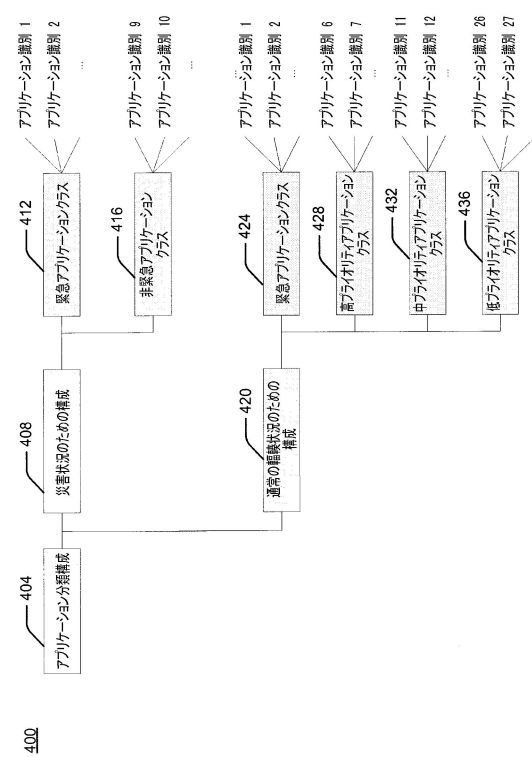 400
404
アプリケーション分類構成
408
災害状況のための構成
412
緊急アプリケーションクラス
アプリケーション識別 1
アプリケーション識別 2
...
416
非緊急アプリケーション
クラス
アプリケーション識別 9
アプリケーション識別 10
...
420
通常の輻輳状況のための
構成
424
緊急アプリケーションクラス
...
アプリケーション識別 1
アプリケーション識別 2
...
428
高プライオリティアプリケーション
クラス
アプリケーション識別 6
アプリケーション識別 7
...
432
中プライオリティアプリケーション
クラス
アプリケーション識別 11
アプリケーション識別 12
...
436
低プライオリティアプリケーション
クラス
アプリケーション識別 26
アプリケーション識別 27
...